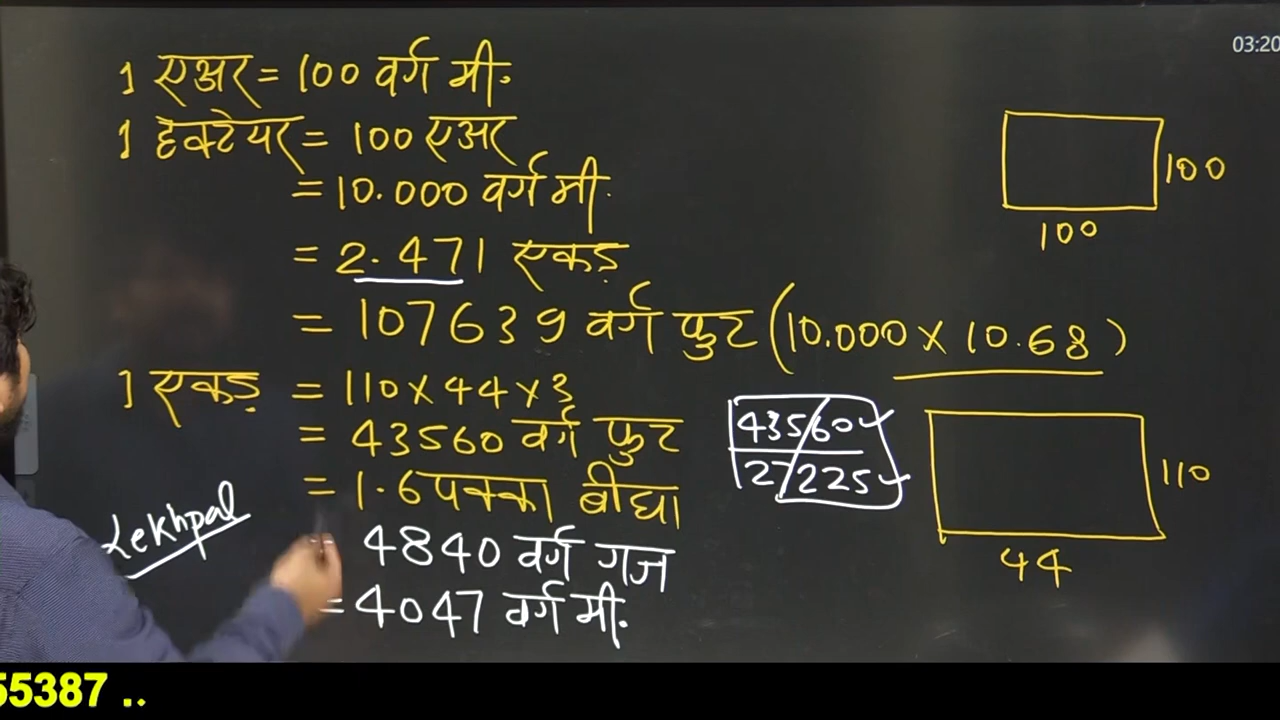 03:20
1 एअर = 100 वर्ग मी.
1 हेक्टेयर = 100 एअर
= 10.000 वर्ग मी.
= 2.471 एकड़
= 107639 वर्ग फुट (10.000 × 10.68)
100
100
1 एकड़ = 110 × 44 × 3
= 43560 वर्ग फुट
= 1.6 पक्का बीघा
43560
27225
110
44
Lekhpal
4840 वर्ग गज
= 4047 वर्ग मी.
55387 ..